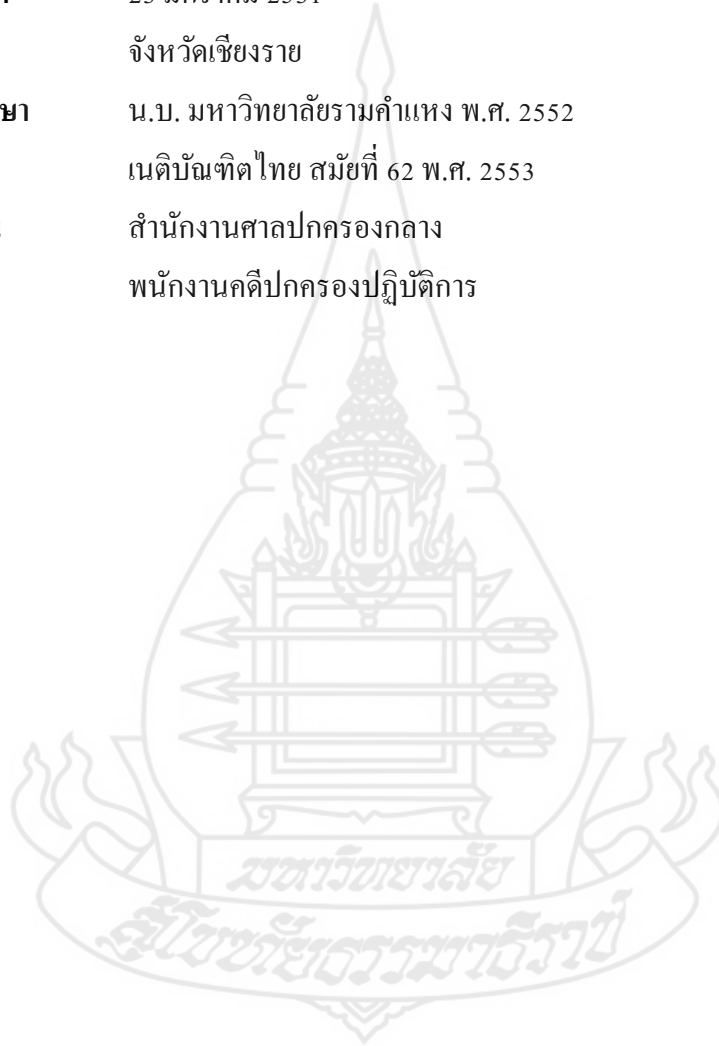 จังหวัดเชียงราย
ษา น.บ. มหาวิทยาลัยรามคำแหง พ.ศ. 2552
เนติบัณฑิตไทย สมัยที่ 62 พ.ศ. 2553
สำนักงานศาลปกครองกลาง
พนักงานคดีปกครองปฏิบัติการ
มหาวิทยาลัย
สุโขทัยธรรมาธิราช